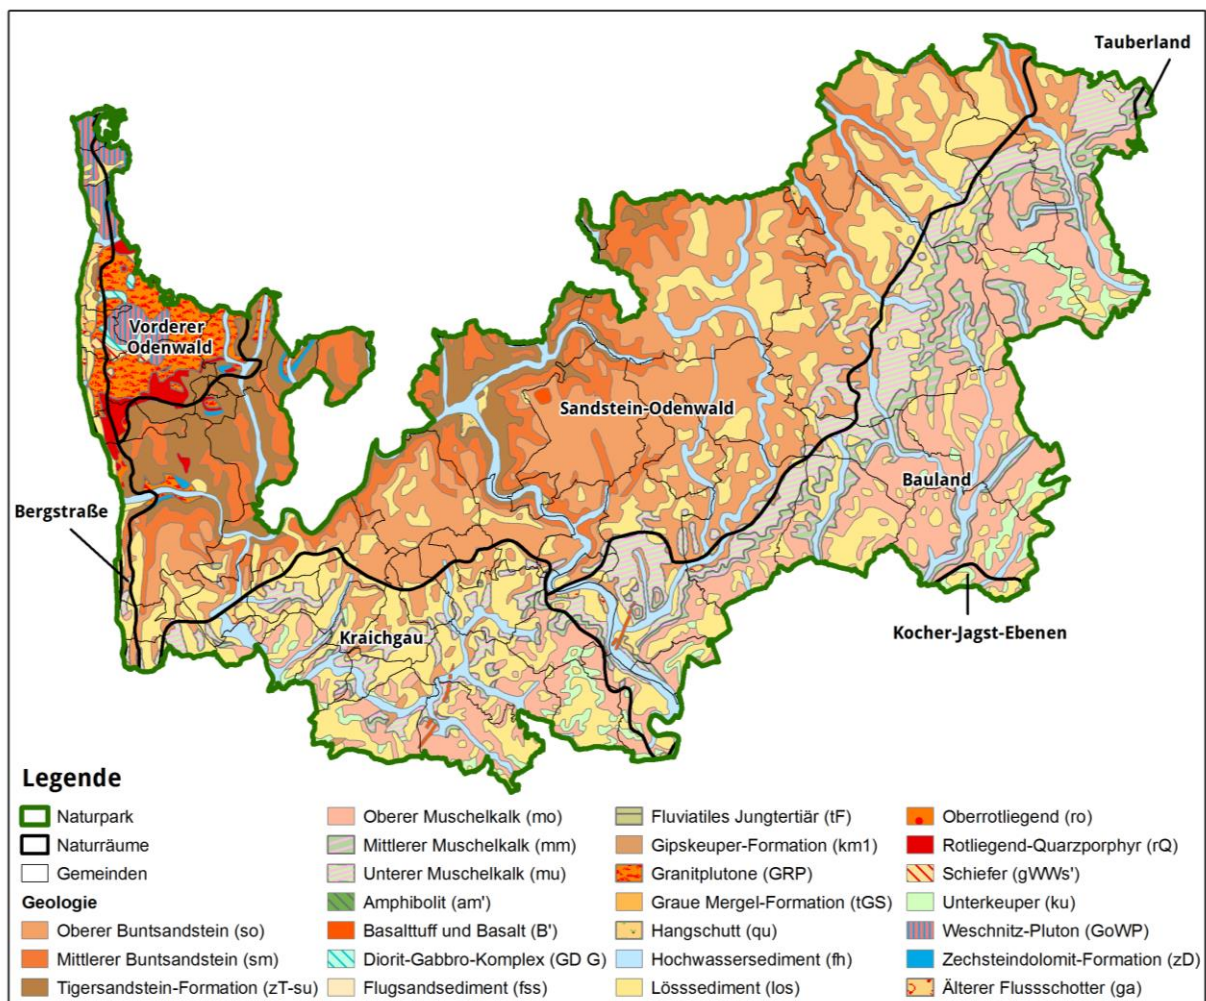 Tauberland
Vorderer
Odenwald
Sandstein-Odenwald
Bauland
Bergstraße
Kraichgau
Kocher-Jagst-Ebenen
Legende
Naturpark
Naturräume
Gemeinden
Geologie
Oberer Buntsandstein (so)
Mittlerer Buntsandstein (sm)
Tigersandstein-Formation (zT-su)
Oberer Muschelkalk (mo)
Mittlerer Muschelkalk (mm)
Unterer Muschelkalk (mu)
Amphibolit (am')
Basalttuff und Basalt (B')
Diorit-Gabbro-Komplex (GD G)
Flugsandsediment (fss)
Fluviatiles Jungtertiär (tF)
Gipskeuper-Formation (km1)
Granitplutone (GRP)
Graue Mergel-Formation (tGS)
Hangschutt (qu)
Hochwassersediment (fh)
Lösssediment (los)
Oberrotliegend (ro)
Rotliegend-Quarzporphyr (rQ)
Schiefer (gWWs')
Unterkeuper (ku)
Weschnitz-Pluton (GoWP)
Zechsteindolomit-Formation (zD)
Älterer Flussschotter (ga)